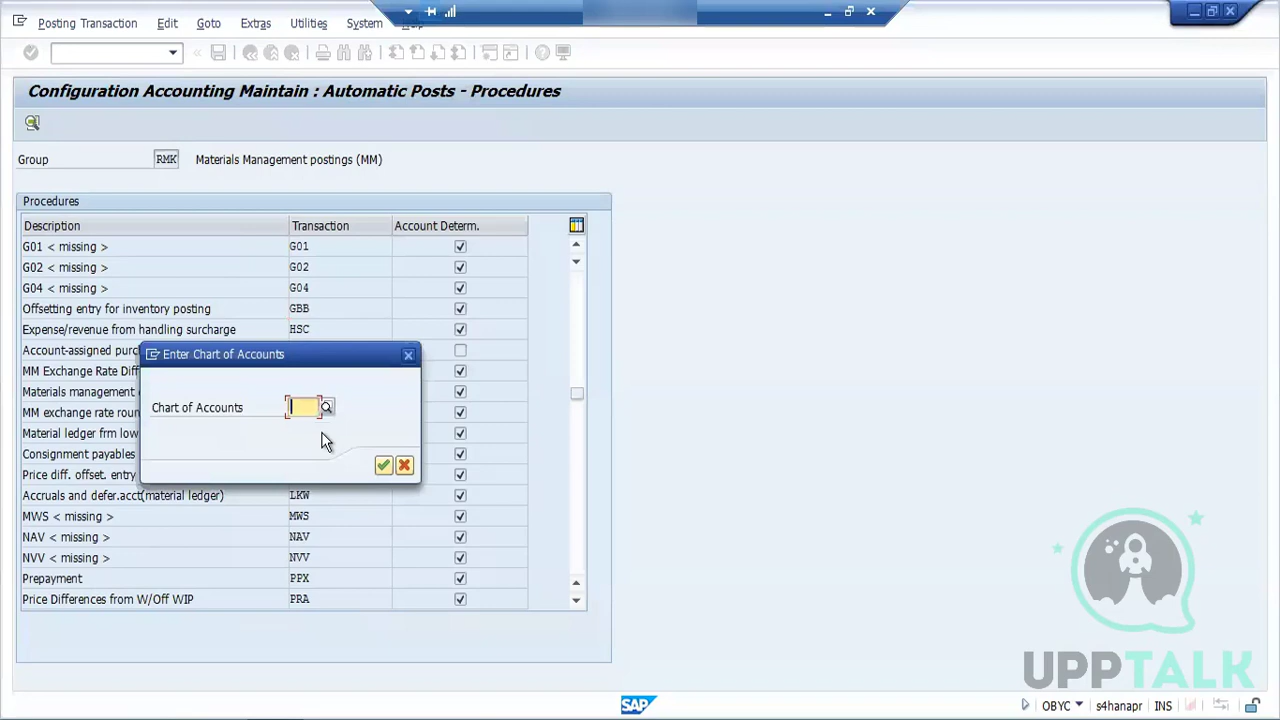 Posting Transaction Edit Goto Extras Utilities System Help
Configuration Accounting Maintain : Automatic Posts - Procedures
Group RMK Materials Management postings (MM)
Procedures
Description Transaction Account Determ.
G01 < missing > G01
G02 < missing > G02
G04 < missing > G04
Offsetting entry for inventory posting GBB
Expense/revenue from handling surcharge HSC
Account-assigned purc
MM Exchange Rate Diff
Materials management
MM exchange rate roun
Material ledger frm low
Consignment payables
Price diff. offset. entry
Enter Chart of Accounts
Chart of Accounts
Accruals and defer.acct(material ledger) LKW
MWS < missing > MWS
NAV < missing > NAV
NVV < missing > NVV
Prepayment PPX
Price Differences from W/Off WIP PRA
UPPTALK
SAP
OBYC s4hanapr INS